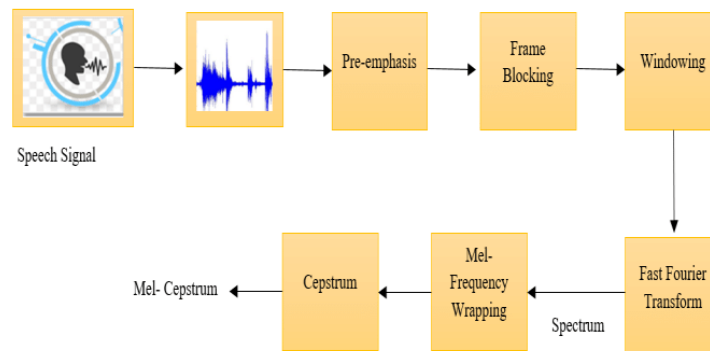 Speech Signal
Pre-emphasis
Frame
Blocking
Windowing
Fast Fourier
Transform
Spectrum
Mel-
Frequency
Wrapping
Cepstrum
Mel- Cepstrum